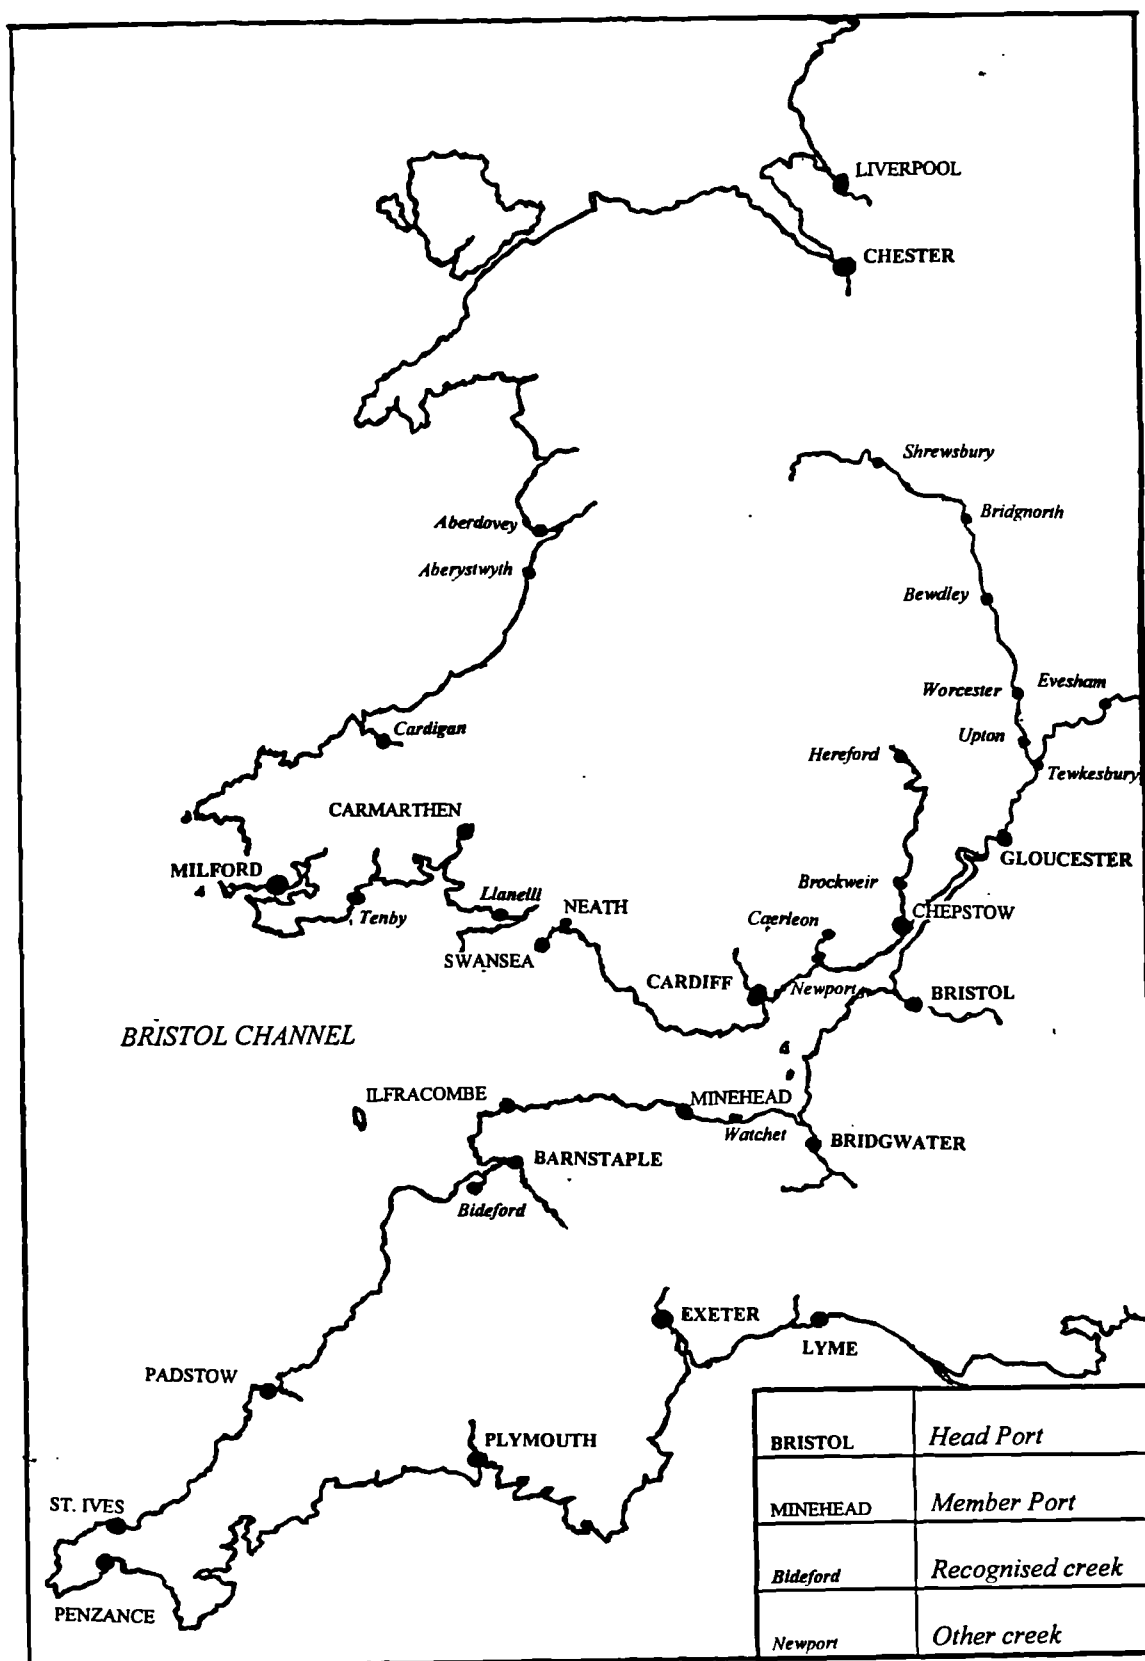 LIVERPOOL
CHESTER
Shrewsbury
Bridgnorth
Aberdovey
Aberystwyth
Bewdley
Worcester
Evesham
Cardigan
Upton
Hereford
Tewkesbury
CARMARTHEN
MILFORD
GLOUCESTER
Brockweir
Llanelli
Tenby
NEATH
Caerleon
CHEPSTOW
SWANSEA
CARDIFF
Newport
BRISTOL
BRISTOL CHANNEL
ILFRACOMBE
MINEHEAD
Watchet
BRIDGWATER
BARNSTAPLE
Bideford
EXETER
LYME
PADSTOW
PLYMOUTH
ST. IVES
PENZANCE
BRISTOL Head Port
MINEHEAD Member Port
Bideford Recognised creek
Newport Other creek